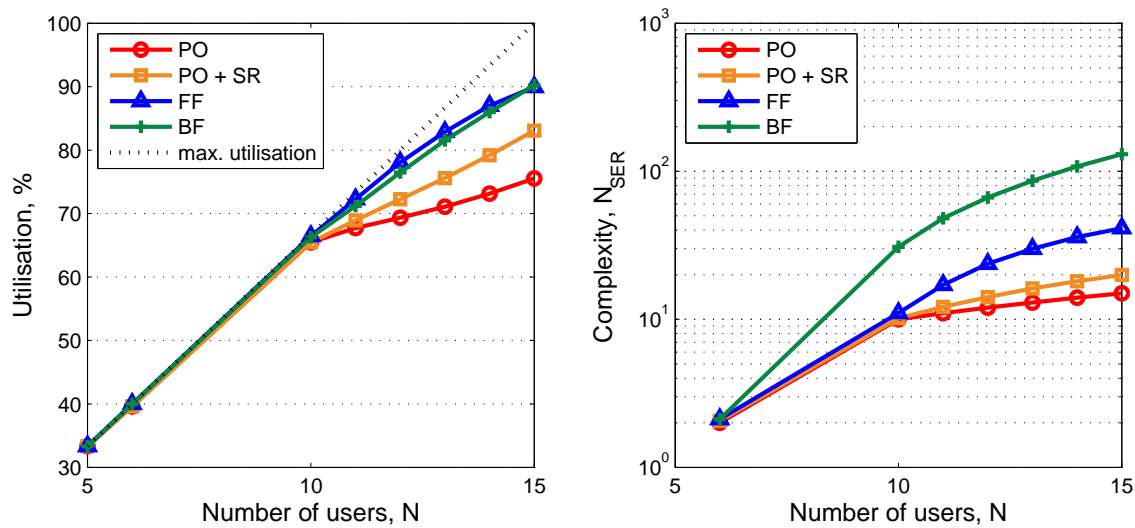 100
90
80
70
60
50
40
30
5
10
15
Utilisation, %
Number of users, N
PO
PO + SR
FF
BF
max. utilisation
10^3
10^2
10^1
10^0
5
10
15
Complexity, N_SER
Number of users, N
PO
PO + SR
FF
BF